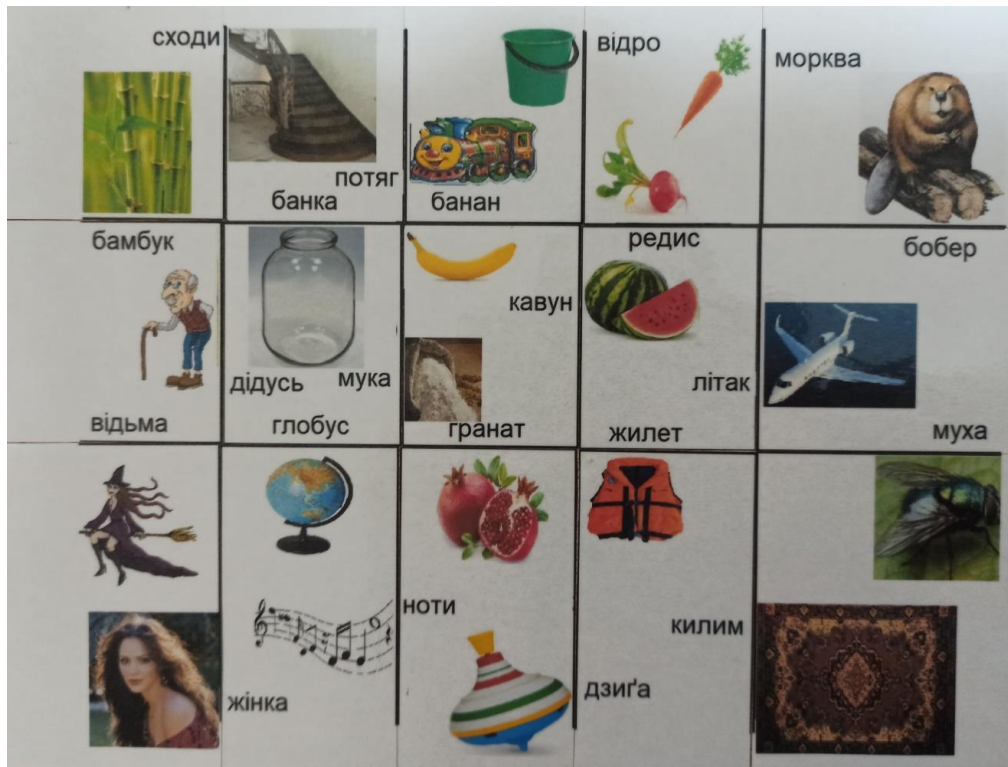 сходи
відро
морква
потяг
банка
банан
бамбук
редис
бобер
кавун
дідусь
мука
літак
відьма
глобус
гранат
жилет
муха
ноти
килим
жінка
дзиґа